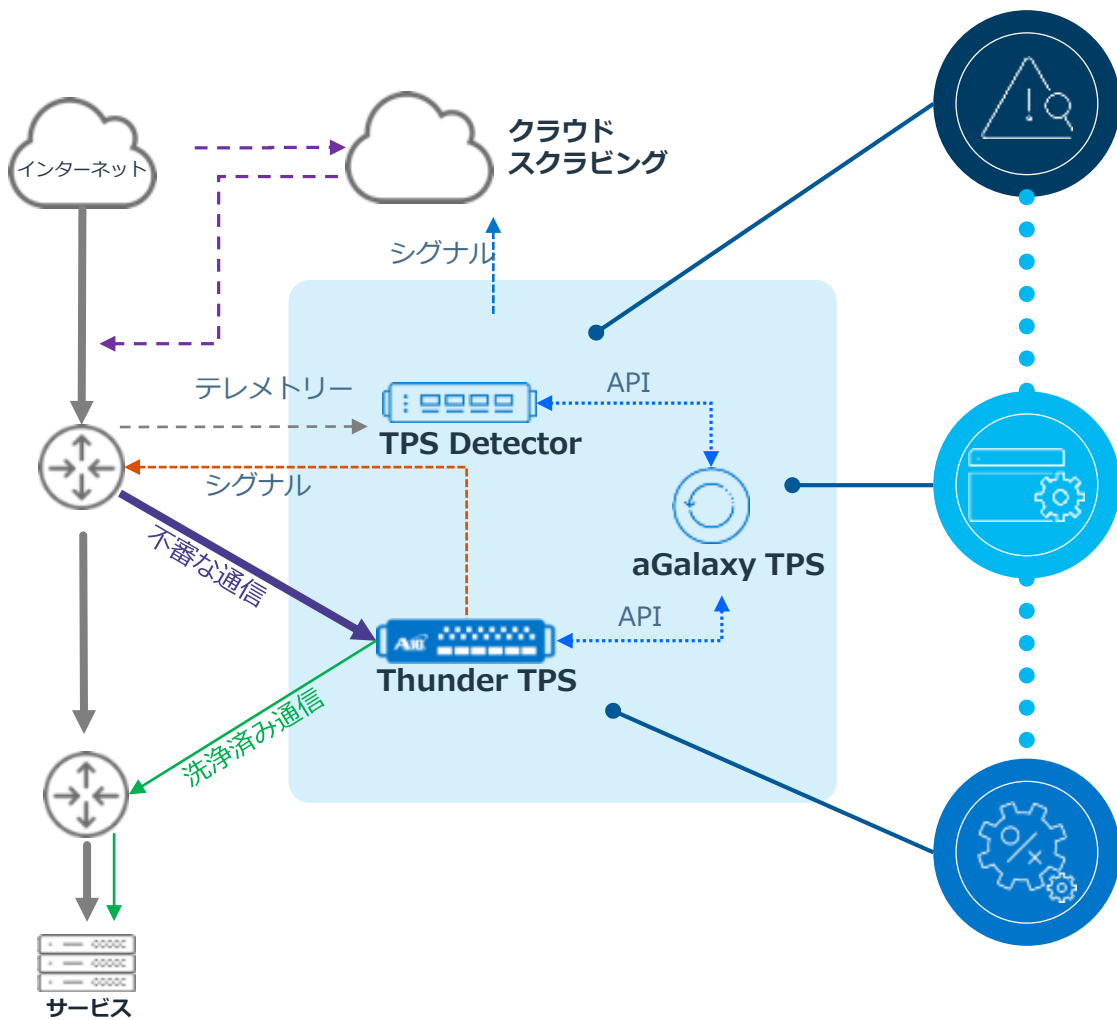 インターネット
クラウド
スクラビング
シグナル
テレメトリー
API
TPS Detector
シグナル
不審な通信
aGalaxy TPS
API
A10
Thunder TPS
洗浄済み通信
サービス